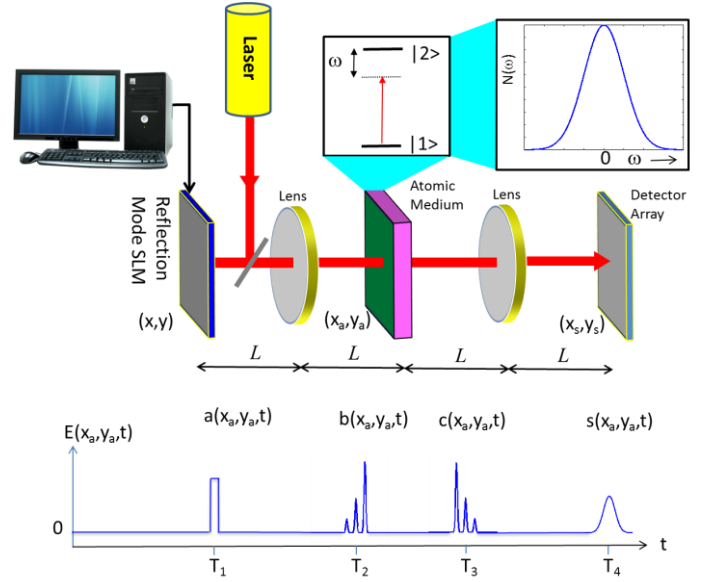 Laser
ω
|2>
|1>
N(ω)
0 ω
Reflection
Mode SLM
Lens
Atomic
Medium
Lens
Detector
Array
(x,y)
(xₐ,yₐ)
(xₛ,yₛ)
L L L L
a(xₐ,yₐ,t) b(xₐ,yₐ,t) c(xₐ,yₐ,t) s(xₐ,yₐ,t)
E(xₐ,yₐ,t)
0
t
T₁ T₂ T₃ T₄